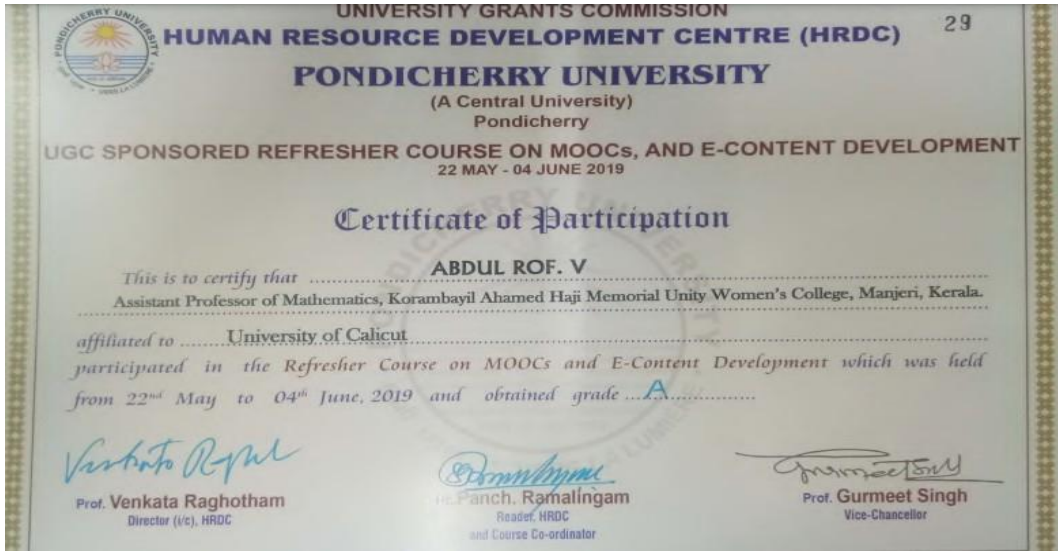 UNIVERSITY GRANTS COMMISSION
29
HUMAN RESOURCE DEVELOPMENT CENTRE (HRDC)
PONDICHERRY UNIVERSITY
(A Central University)
Pondicherry
UGC SPONSORED REFRESHER COURSE ON MOOCs, AND E-CONTENT DEVELOPMENT
22 MAY - 04 JUNE 2019
Certificate of Participation
This is to certify that ABDUL ROF. V
Assistant Professor of Mathematics, Korambayil Ahamed Haji Memorial Unity Women's College, Manjeri, Kerala.
affiliated to University of Calicut
participated in the Refresher Course on MOOCs and E-Content Development which was held
from 22nd May to 04th June, 2019 and obtained grade A
Prof. Venkata Raghotham
Director (i/c), HRDC
Panch. Ramalingam
Reader, HRDC
and Course Co-ordinator
Prof. Gurmeet Singh
Vice-Chancellor
PONDICHERRY UNIVERSITY